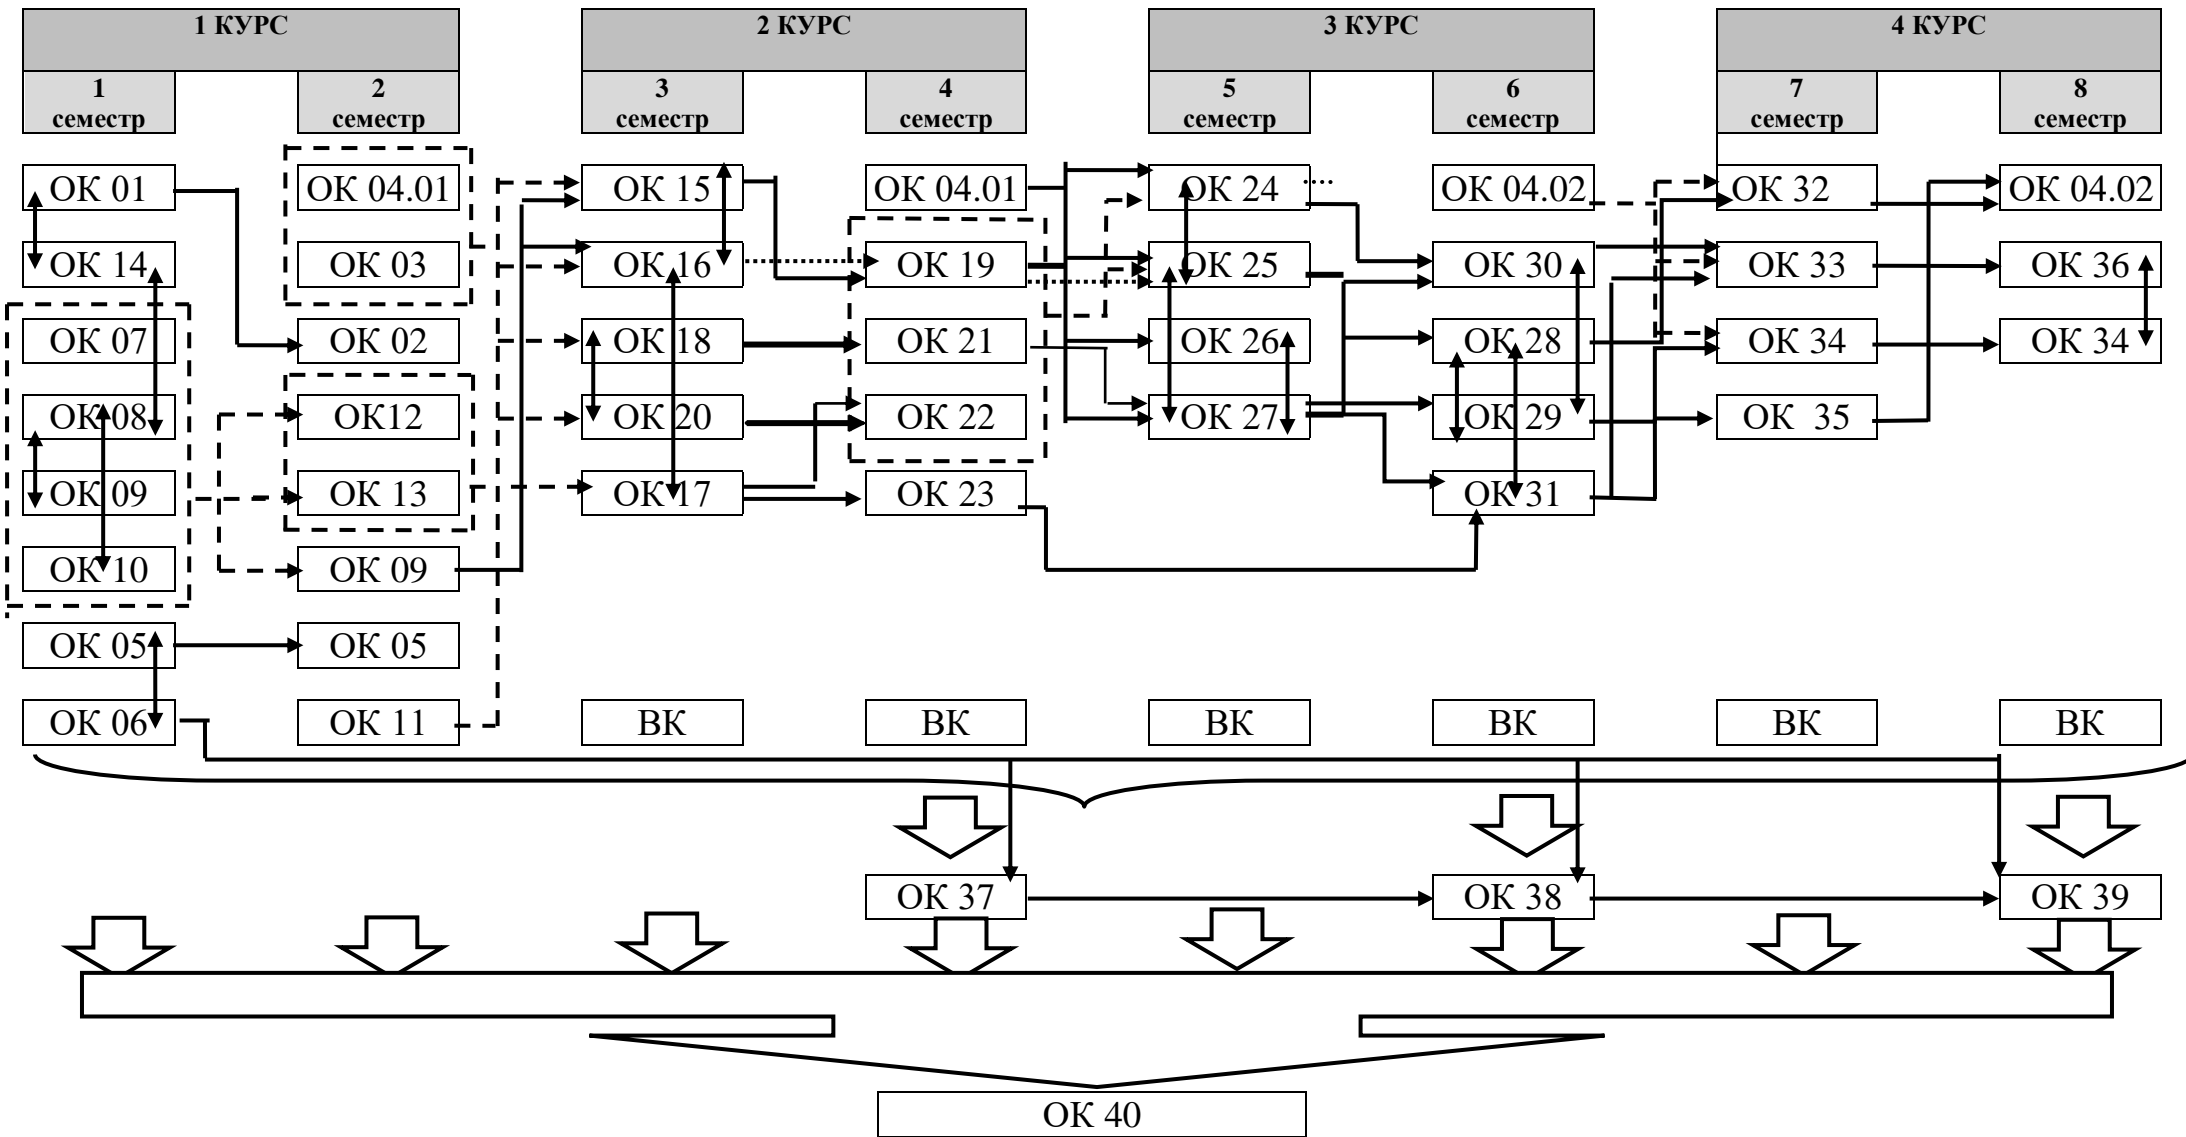 1 КУРС 2 КУРС 3 КУРС 4 КУРС
1 2 3 4 5 6 7 8
семестр семестр семестр семестр семестр семестр семестр семестр
ОК 01 ОК 04.01 ОК 15 ОК 04.01 ОК 24 ОК 04.02 ОК 32 ОК 04.02
ОК 14 ОК 03 ОК 16 ОК 19 ОК 25 ОК 30 ОК 33 ОК 36
ОК 07 ОК 02 ОК 18 ОК 21 ОК 26 ОК 28 ОК 34 ОК 34
ОК 08 ОК12 ОК 20 ОК 22 ОК 27 ОК 29 ОК 35
ОК 09 ОК 13 ОК 17 ОК 23 ОК 31
ОК 10 ОК 09
ОК 05 ОК 05
ОК 06 ОК 11 ВК ВК ВК ВК ВК ВК
ОК 37 ОК 38 ОК 39
ОК 40